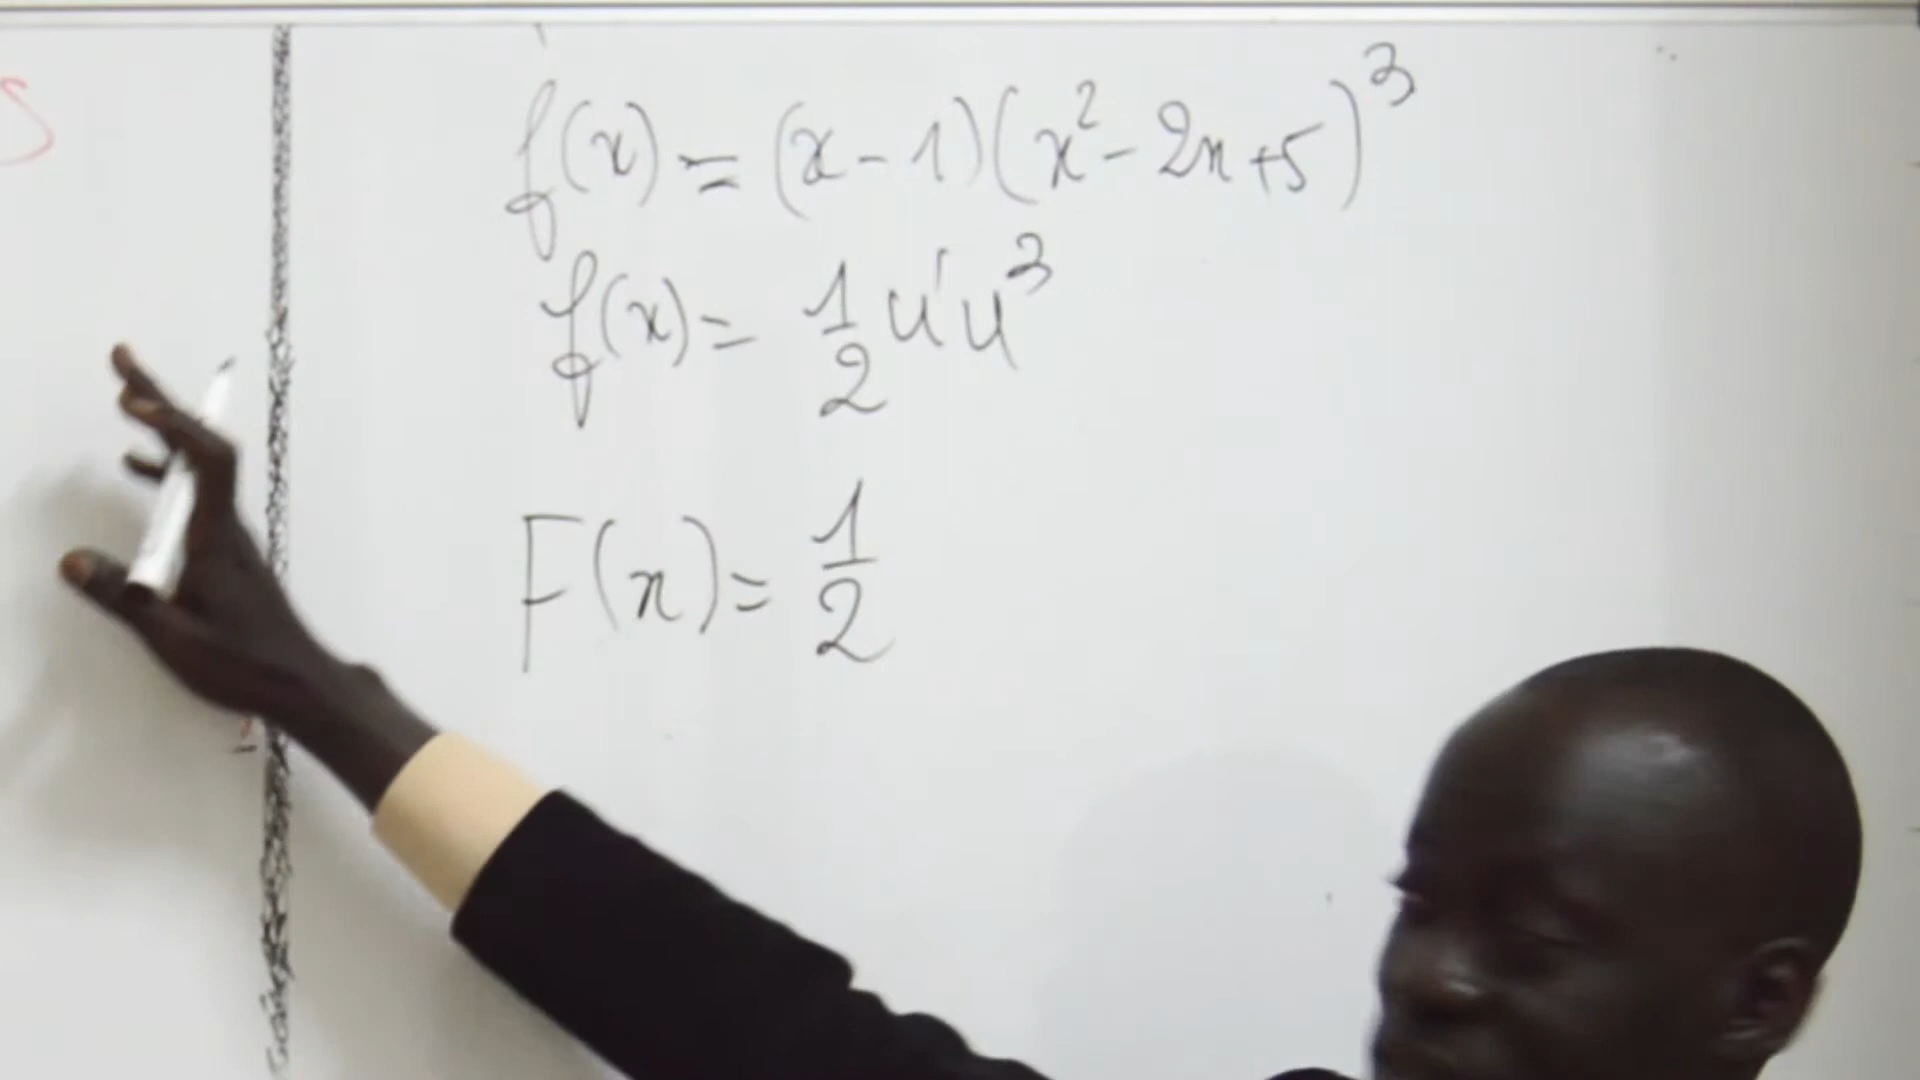 S
f(x) = (x - 1)(x² - 2x + 5)³
f(x) = 1/2 u'u³
F(x) = 1/2